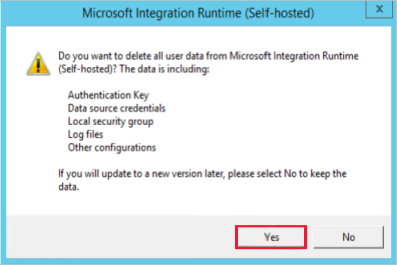 Microsoft Integration Runtime (Self-hosted)
x
Do you want to delete all user data from Microsoft Integration Runtime
(Self-hosted)? The data is including:
Authentication Key
Data source credentials
Local security group
Log files
Other configurations
If you will update to a new version later, please select No to keep the
data.
Yes
No